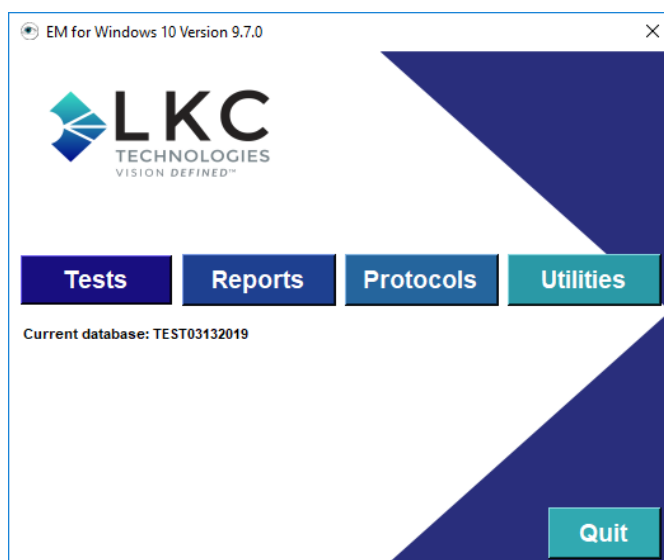 EM for Windows 10 Version 9.7.0
LKC
TECHNOLOGIES
VISION DEFINED™
Tests
Reports
Protocols
Utilities
Current database: TEST03132019
Quit